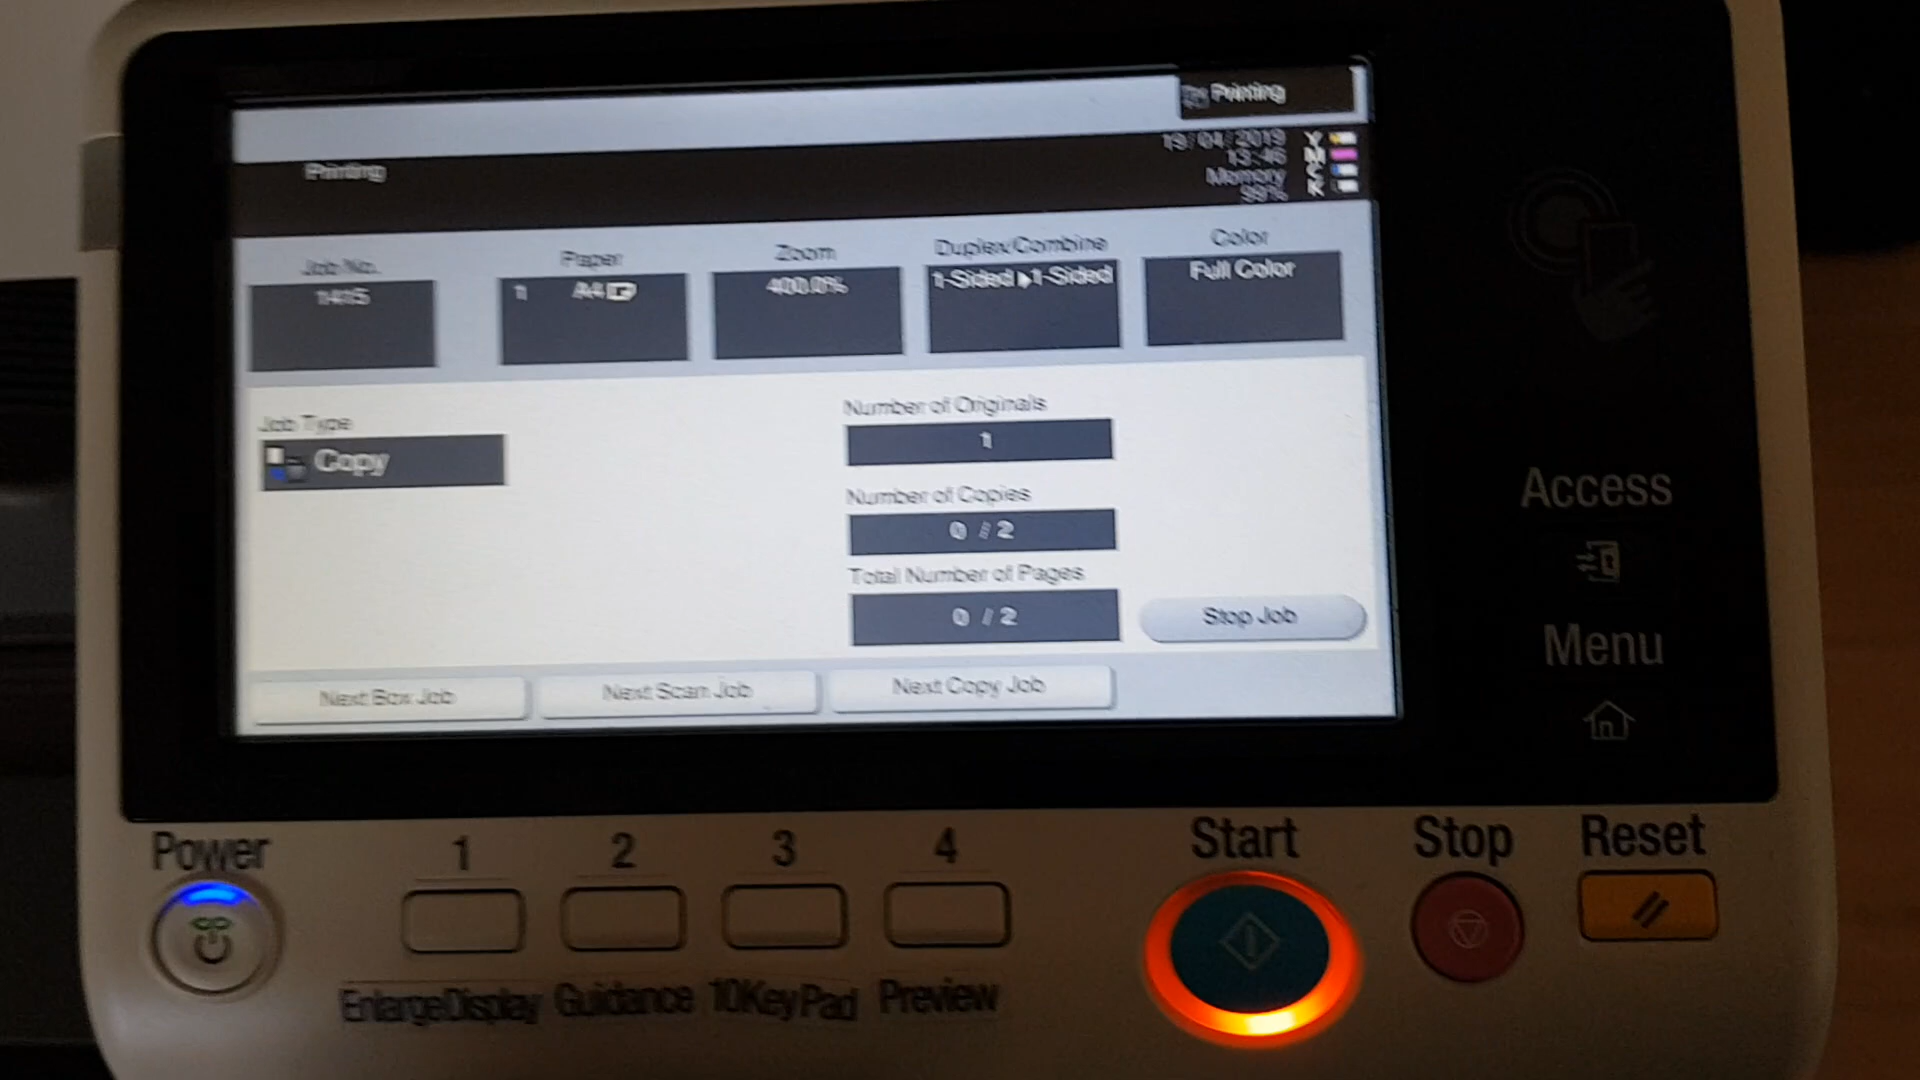 Printing
Printing
19/04/2019
13:46
Memory
99%
Y
M
C
K
Job No.
1415
Paper
1 A4
Zoom
400.0%
Duplex/Combine
1-Sided 1-Sided
Color
Full Color
Job Type
Copy
Number of Originals
1
Number of Copies
0 / 2
Total Number of Pages
0 / 2
Stop Job
Next Box Job
Next Scan Job
Next Copy Job
Access
Menu
Power
1
2
3
4
Start
Stop
Reset
EnlargeDisplay
Guidance
10KeyPad
Preview